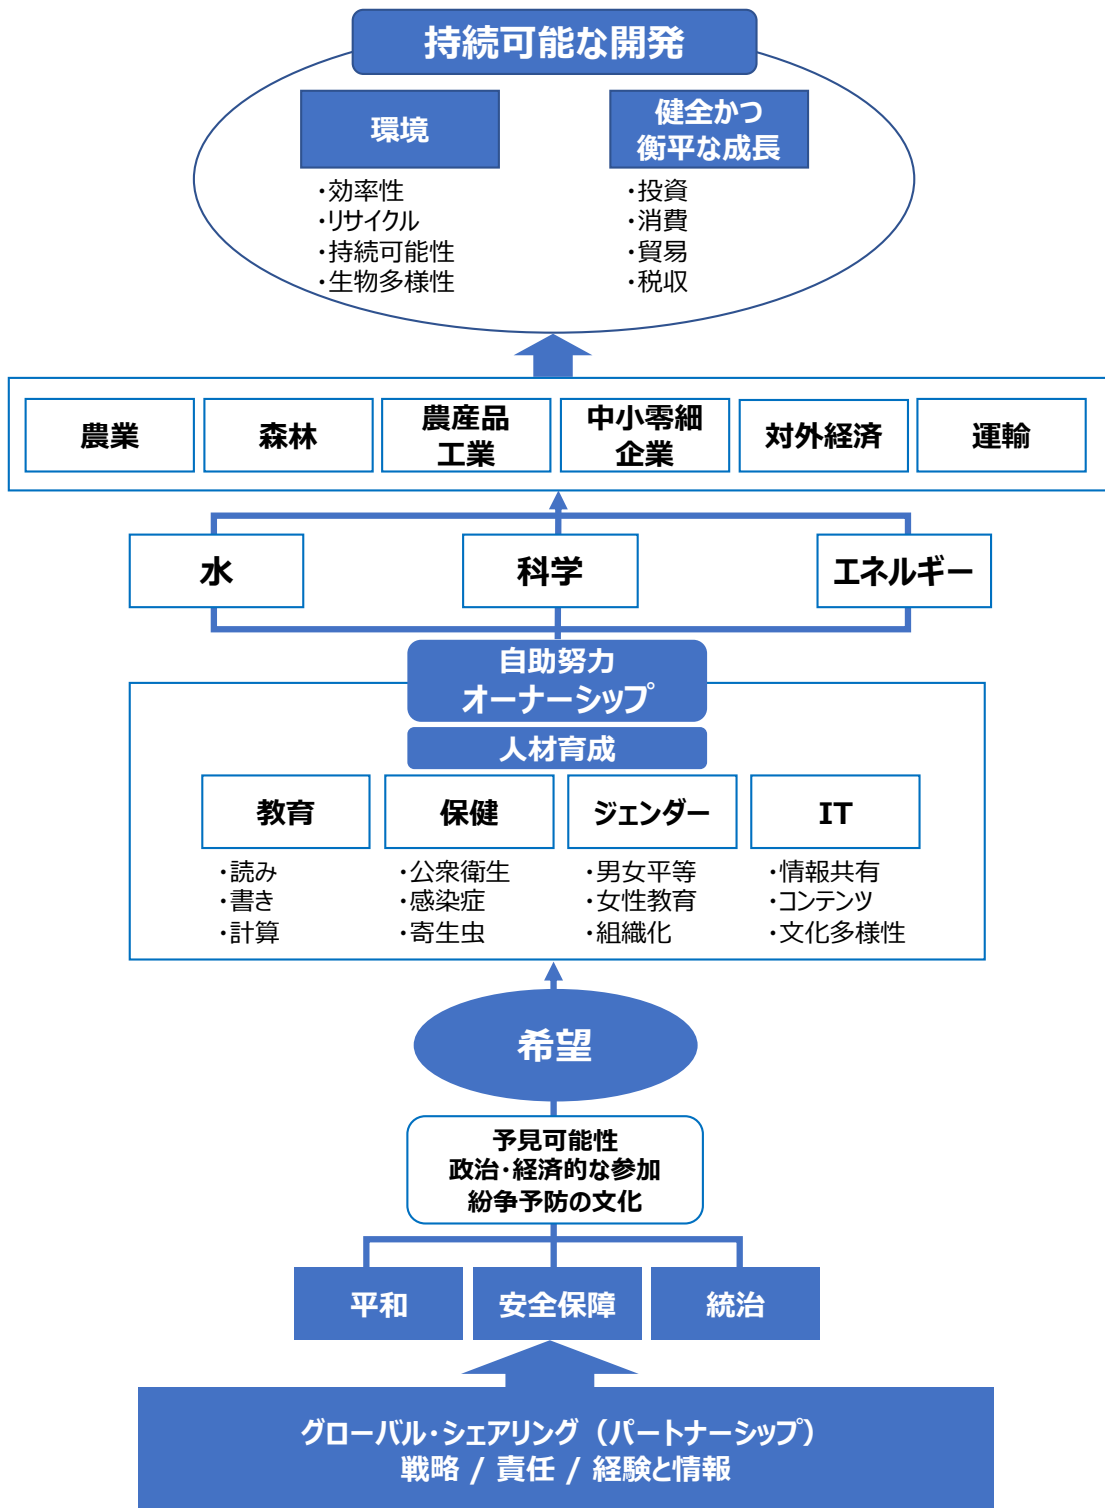 持続可能な開発
環境
・効率性
・リサイクル
・持続可能性
・生物多様性
健全かつ
衡平な成長
・投資
・消費
・貿易
・税収
農業
森林
農産品
工業
中小零細
企業
対外経済
運輸
水
科学
エネルギー
自助努力
オーナーシップ
人材育成
教育
・読み
・書き
・計算
保健
・公衆衛生
・感染症
・寄生虫
ジェンダー
・男女平等
・女性教育
・組織化
IT
・情報共有
・コンテンツ
・文化多様性
希望
予見可能性
政治・経済的な参加
紛争予防の文化
平和
安全保障
統治
グローバル・シェアリング（パートナーシップ）
戦略 / 責任 / 経験と情報